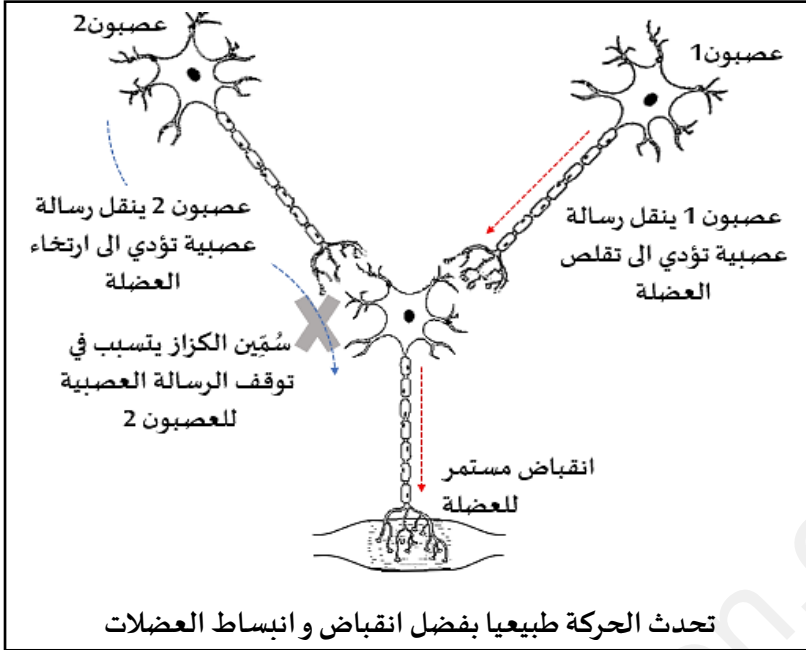 عصبون2
عصبون1
عصبون 1 ينقل رسالة
عصبية تؤدي الى تقلص
العضلة
عصبون 2 ينقل رسالة
عصبية تؤدي الى ارتخاء
العضلة
سُمِّين الكزاز يتسبب في
توقف الرسالة العصبية
للعصبون 2
انقباض مستمر
للعضلة
تحدث الحركة طبيعيا بفضل انقباض و انبساط العضلات